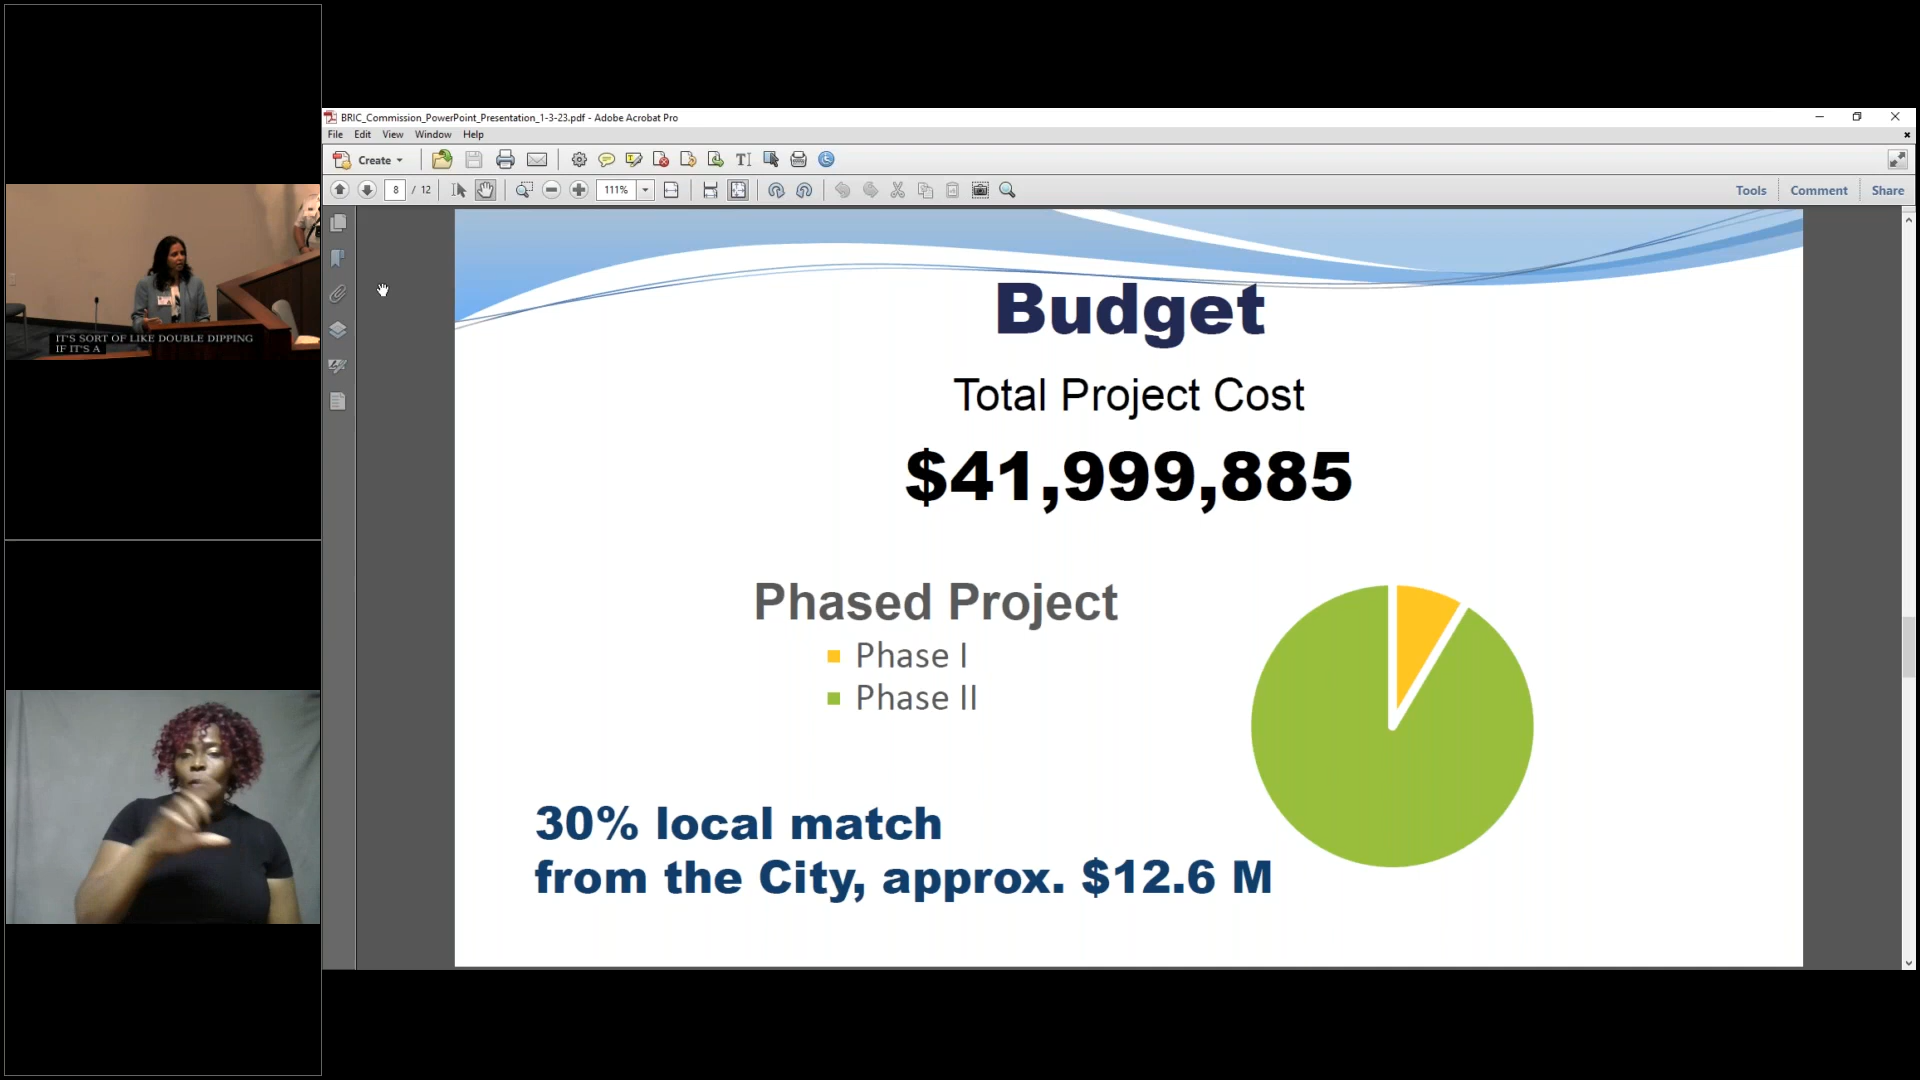 BRIC_Commission_PowerPoint_Presentation_1-3-23.pdf - Adobe Acrobat Pro
File Edit View Window Help
Create
8 / 12 111% Tools Comment Share
IT'S SORT OF LIKE DOUBLE DIPPING
IF IT'S A
Budget
Total Project Cost
$41,999,885
Phased Project
Phase I
Phase II
30% local match
from the City, approx. $12.6 M